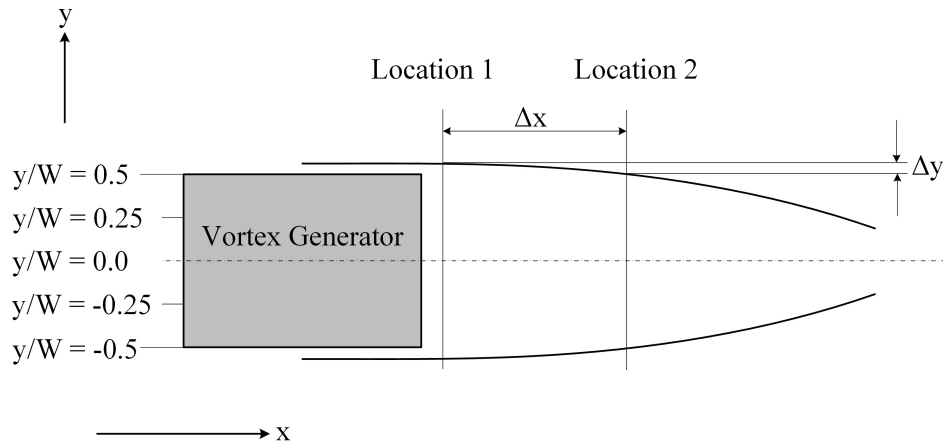 y
Location 1
Location 2
Δx
Δy
y/W = 0.5
y/W = 0.25
y/W = 0.0
y/W = -0.25
y/W = -0.5
Vortex Generator
x